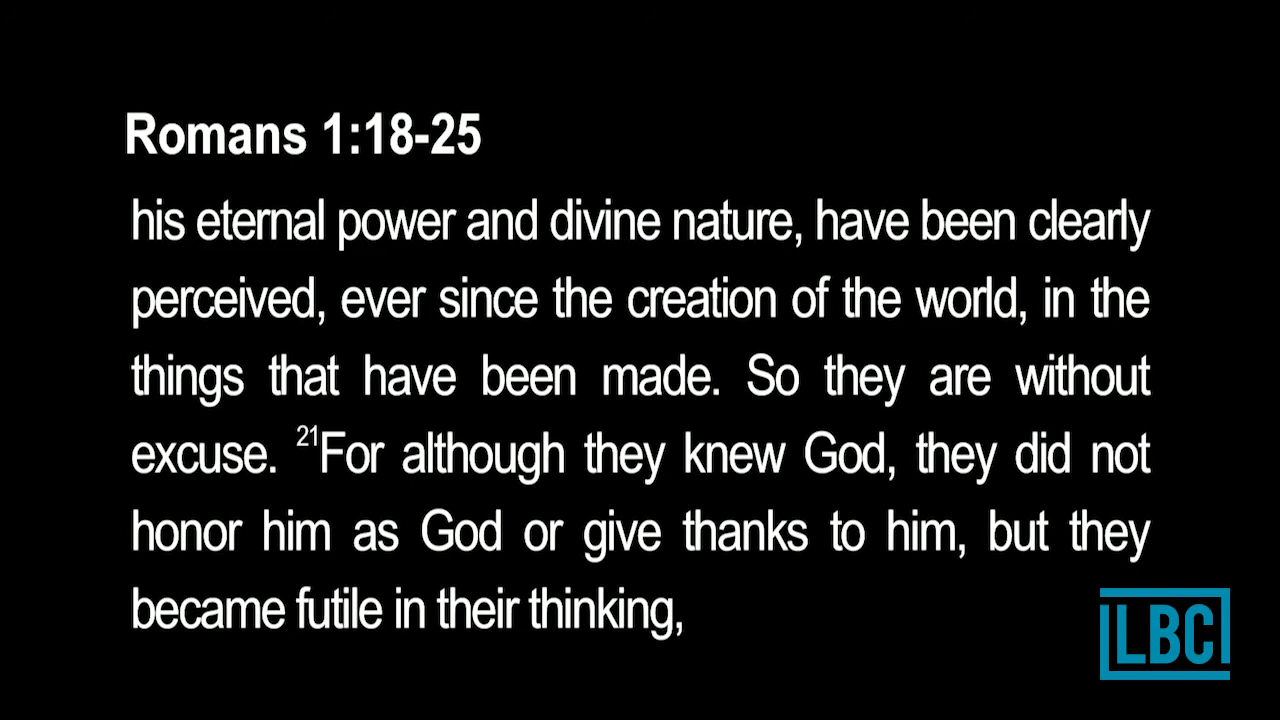 Romans 1:18-25
his eternal power and divine nature, have been clearly
perceived, ever since the creation of the world, in the
things that have been made. So they are without
excuse. 21For although they knew God, they did not
honor him as God or give thanks to him, but they
became futile in their thinking,
LBC